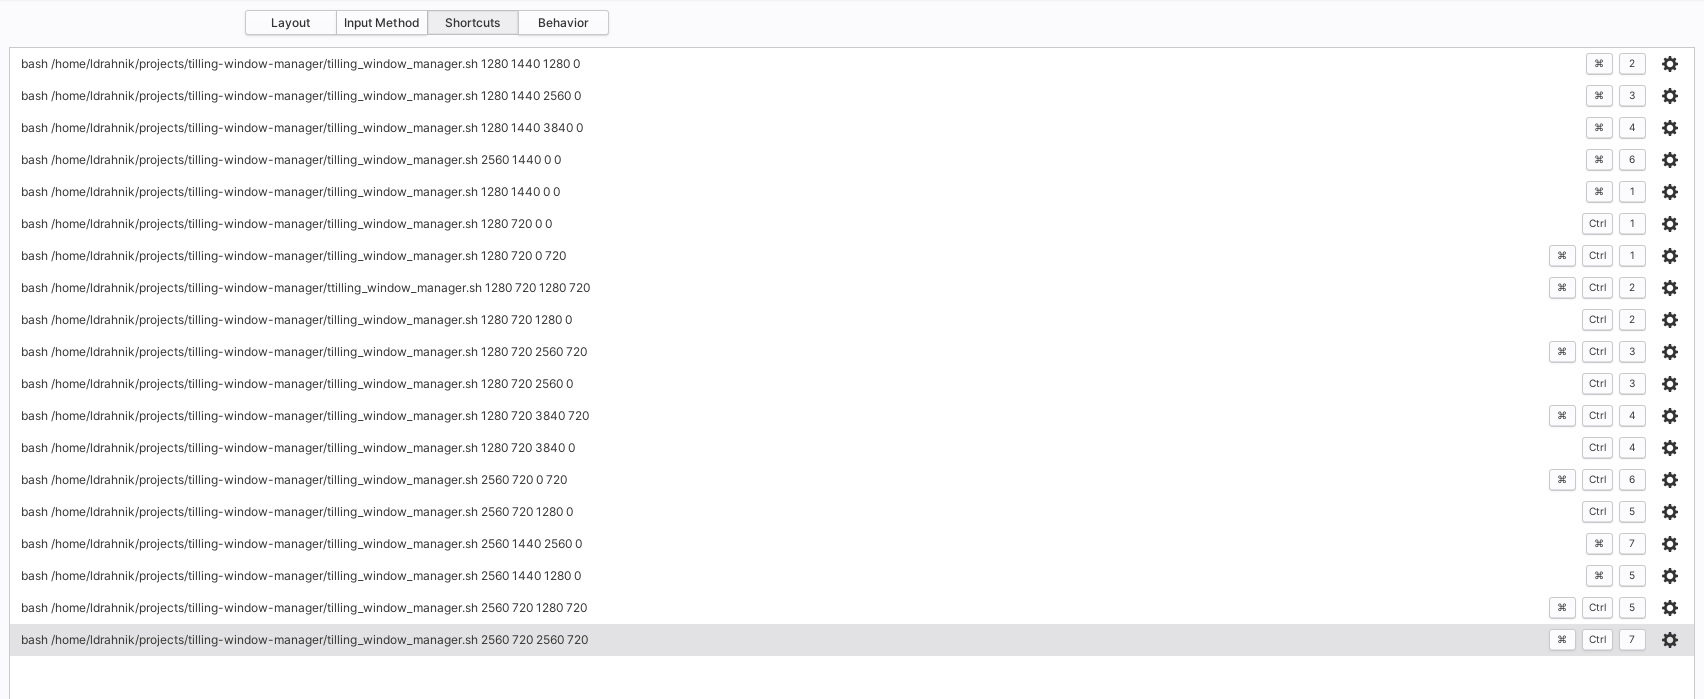 Layout Input Method Shortcuts Behavior
bash /home/ldrahnik/projects/tilling-window-manager/tilling_window_manager.sh 1280 1440 1280 0 ⌘ 2
bash /home/ldrahnik/projects/tilling-window-manager/tilling_window_manager.sh 1280 1440 2560 0 ⌘ 3
bash /home/ldrahnik/projects/tilling-window-manager/tilling_window_manager.sh 1280 1440 3840 0 ⌘ 4
bash /home/ldrahnik/projects/tilling-window-manager/tilling_window_manager.sh 2560 1440 0 0 ⌘ 6
bash /home/ldrahnik/projects/tilling-window-manager/tilling_window_manager.sh 1280 1440 0 0 ⌘ 1
bash /home/ldrahnik/projects/tilling-window-manager/tilling_window_manager.sh 1280 720 0 0 Ctrl 1
bash /home/ldrahnik/projects/tilling-window-manager/tilling_window_manager.sh 1280 720 0 720 ⌘ Ctrl 1
bash /home/ldrahnik/projects/tilling-window-manager/ttilling_window_manager.sh 1280 720 1280 720 ⌘ Ctrl 2
bash /home/ldrahnik/projects/tilling-window-manager/tilling_window_manager.sh 1280 720 1280 0 Ctrl 2
bash /home/ldrahnik/projects/tilling-window-manager/tilling_window_manager.sh 1280 720 2560 720 ⌘ Ctrl 3
bash /home/ldrahnik/projects/tilling-window-manager/tilling_window_manager.sh 1280 720 2560 0 Ctrl 3
bash /home/ldrahnik/projects/tilling-window-manager/tilling_window_manager.sh 1280 720 3840 720 ⌘ Ctrl 4
bash /home/ldrahnik/projects/tilling-window-manager/tilling_window_manager.sh 1280 720 3840 0 Ctrl 4
bash /home/ldrahnik/projects/tilling-window-manager/tilling_window_manager.sh 2560 720 0 720 ⌘ Ctrl 6
bash /home/ldrahnik/projects/tilling-window-manager/tilling_window_manager.sh 2560 720 1280 0 Ctrl 5
bash /home/ldrahnik/projects/tilling-window-manager/tilling_window_manager.sh 2560 1440 2560 0 ⌘ 7
bash /home/ldrahnik/projects/tilling-window-manager/tilling_window_manager.sh 2560 1440 1280 0 ⌘ 5
bash /home/ldrahnik/projects/tilling-window-manager/tilling_window_manager.sh 2560 720 1280 720 ⌘ Ctrl 5
bash /home/ldrahnik/projects/tilling-window-manager/tilling_window_manager.sh 2560 720 2560 720 ⌘ Ctrl 7